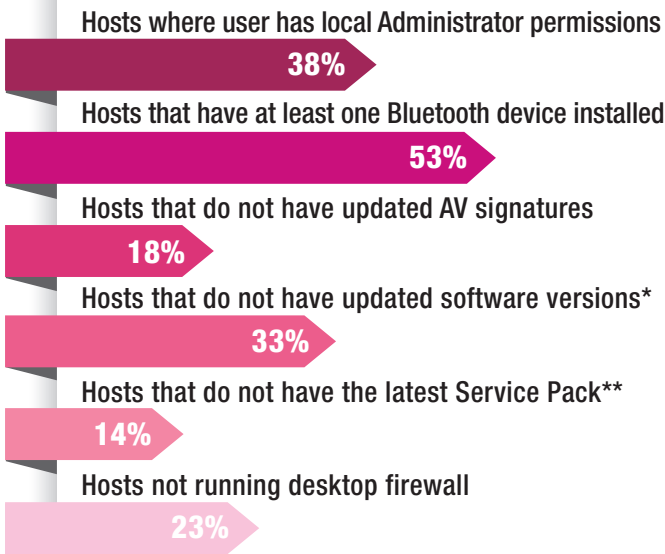 Hosts where user has local Administrator permissions
38%
Hosts that have at least one Bluetooth device installed
53%
Hosts that do not have updated AV signatures
18%
Hosts that do not have updated software versions*
33%
Hosts that do not have the latest Service Pack**
14%
Hosts not running desktop firewall
23%